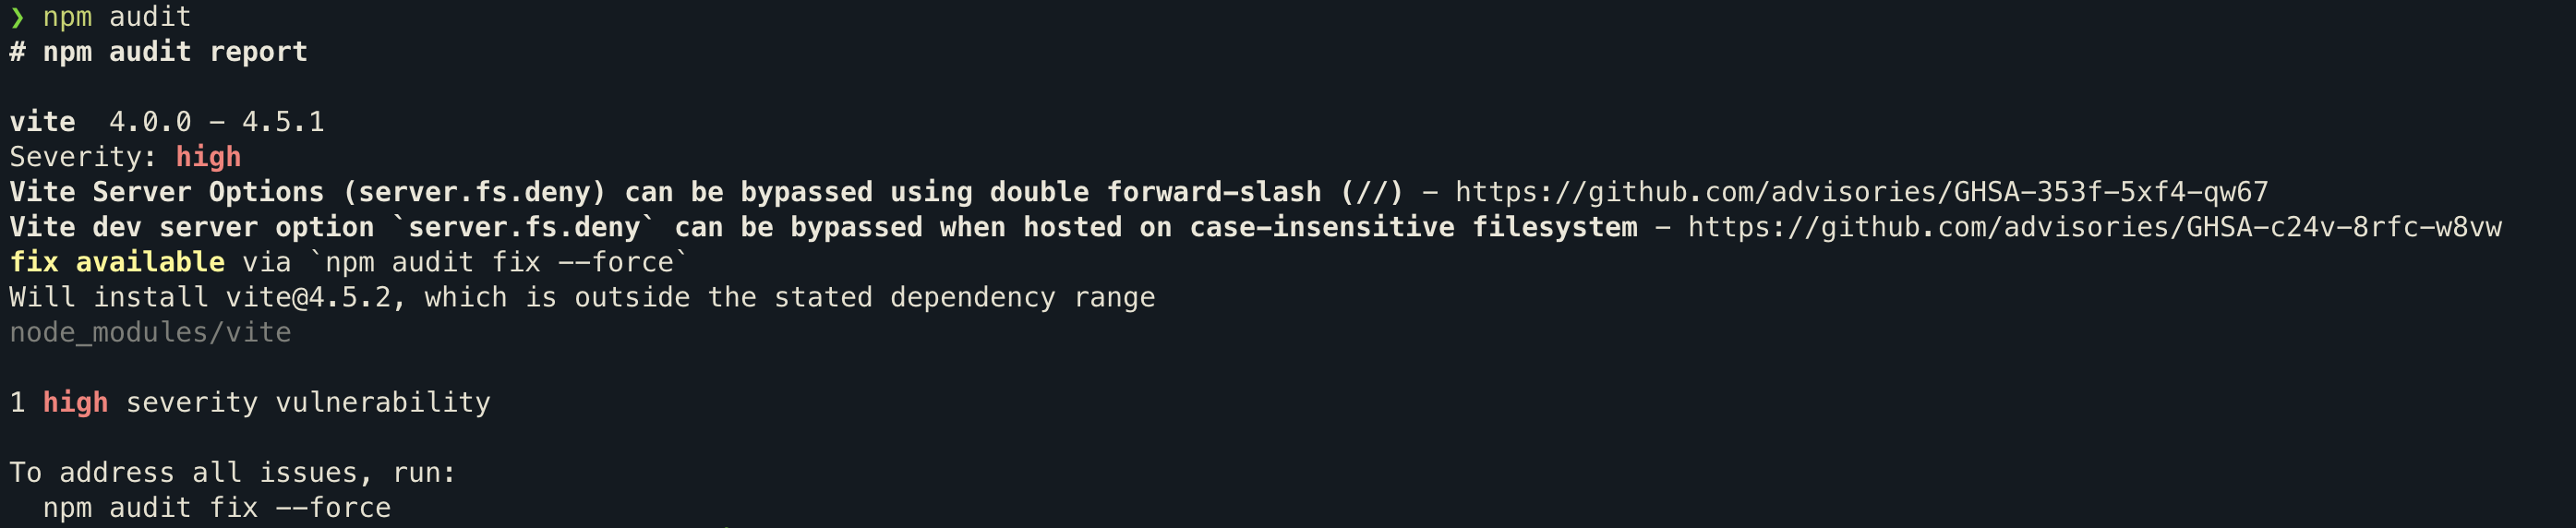 ❯ npm audit
# npm audit report

vite  4.0.0 - 4.5.1
Severity: high
Vite Server Options (server.fs.deny) can be bypassed using double forward-slash (//) - https://github.com/advisories/GHSA-353f-5xf4-qw67
Vite dev server option `server.fs.deny` can be bypassed when hosted on case-insensitive filesystem - https://github.com/advisories/GHSA-c24v-8rfc-w8vw
fix available via `npm audit fix --force`
Will install vite@4.5.2, which is outside the stated dependency range
node_modules/vite

1 high severity vulnerability

To address all issues, run:
  npm audit fix --force